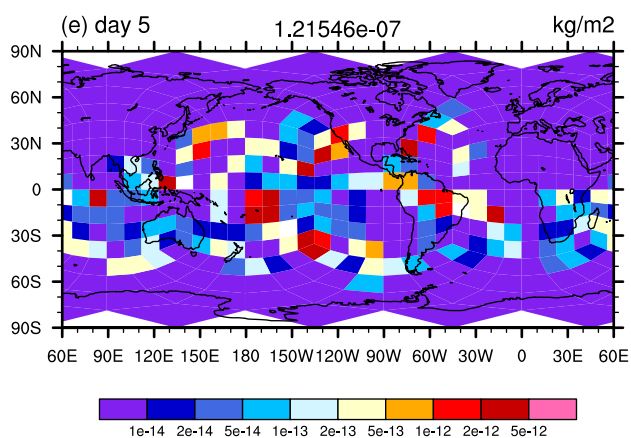 (e) day 5 1.21546e-07 kg/m2
90N
60N
30N
0
30S
60S
90S
60E 90E 120E 150E 180 150W 120W 90W 60W 30W 0 30E 60E
1e-14 2e-14 5e-14 1e-13 2e-13 5e-13 1e-12 2e-12 5e-12